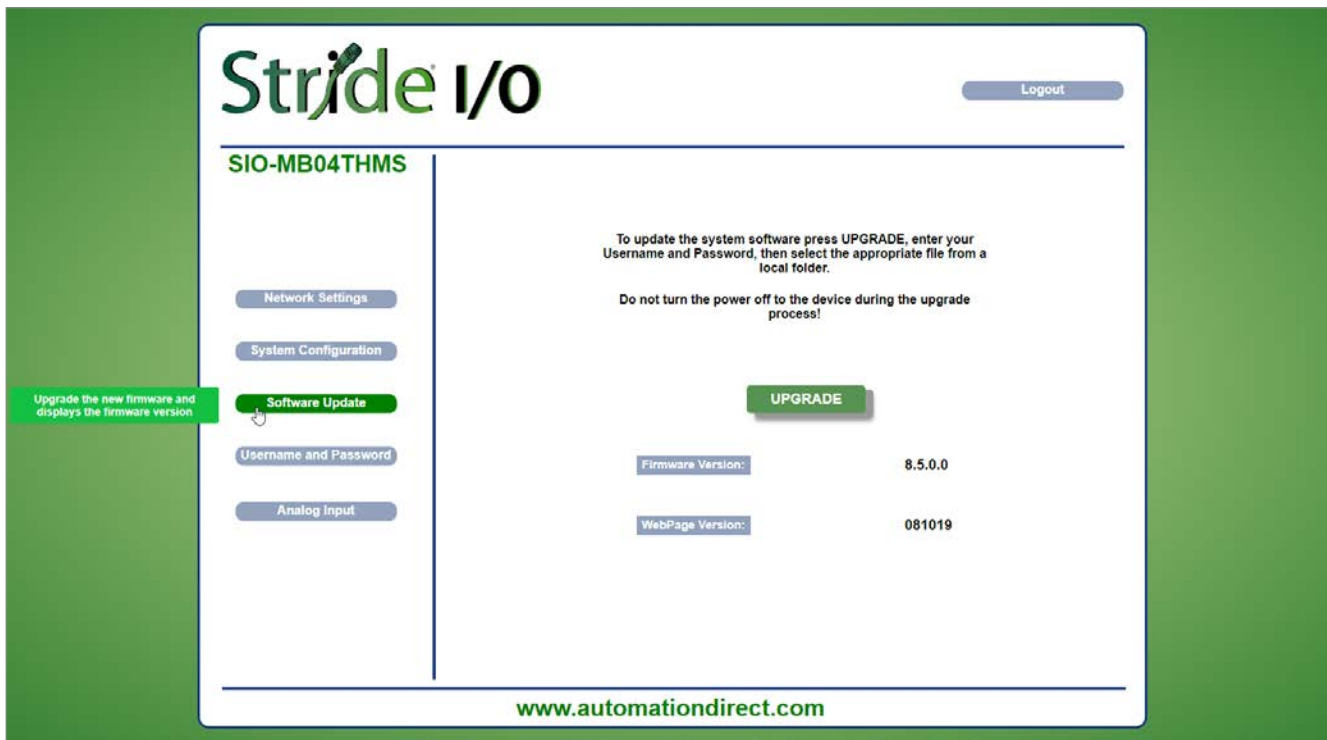 Stride I/O
Logout
SIO-MB04THMS
To update the system software press UPGRADE, enter your
Username and Password, then select the appropriate file from a
local folder.
Do not turn the power off to the device during the upgrade
process!
Network Settings
System Configuration
Upgrade the new firmware and
displays the firmware version
Software Update
UPGRADE
Username and Password
Firmware Version:
8.5.0.0
Analog Input
WebPage Version:
081019
www.automationdirect.com